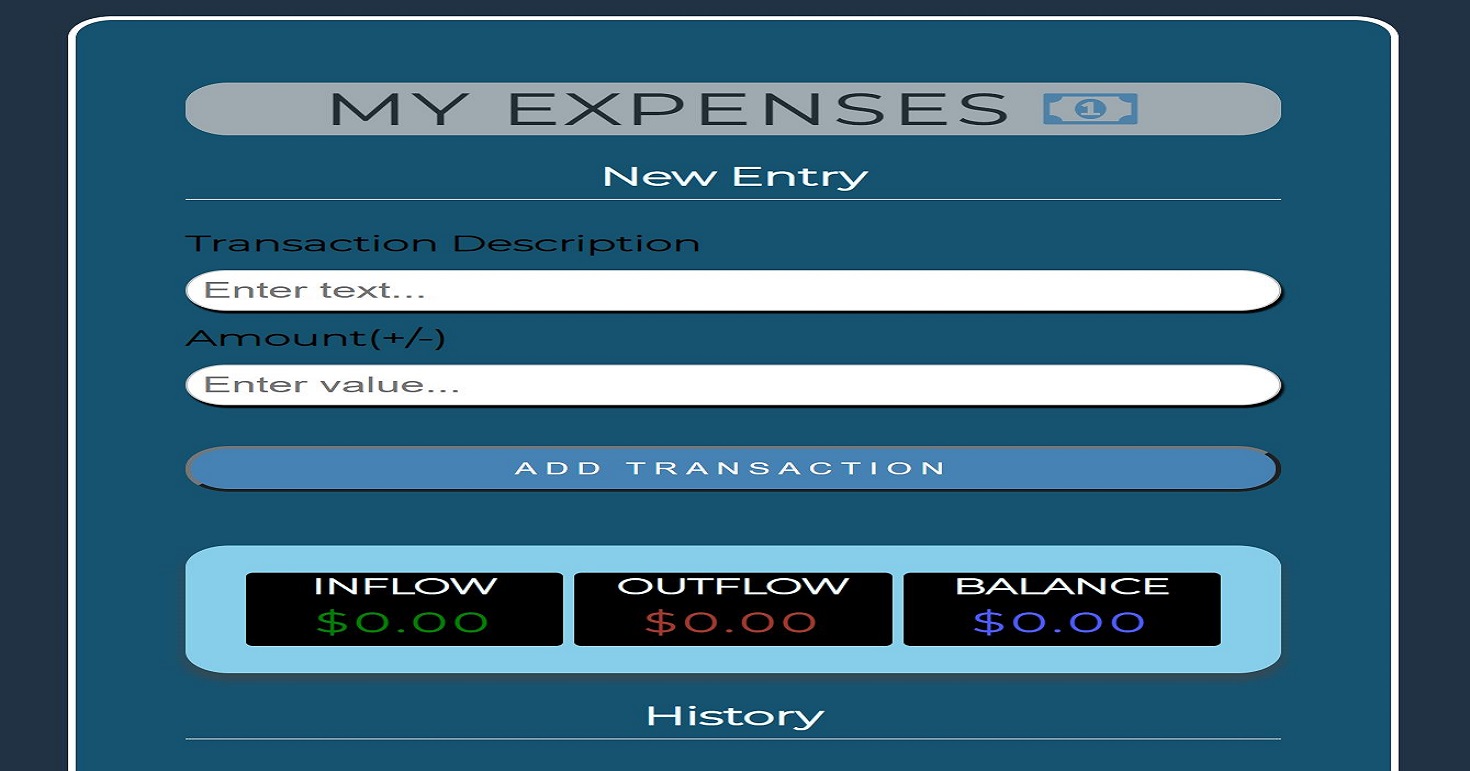 MY EXPENSES 1
New Entry
Transaction Description
Enter text...
Amount(+/-)
Enter value...
ADD TRANSACTION
INFLOW OUTFLOW BALANCE
$0.00 $0.00 $0.00
History